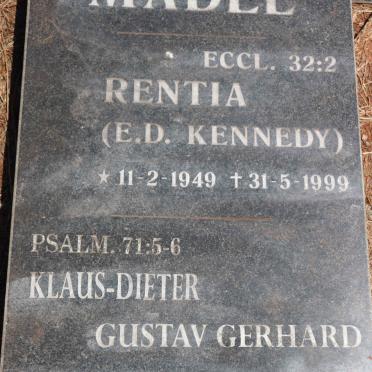 MADEL
ECCL. 32:2
RENTIA
(E.D. KENNEDY)
★ 11-2-1949 † 31-5-1999
PSALM. 71:5-6
KLAUS-DIETER
GUSTAV GERHARD